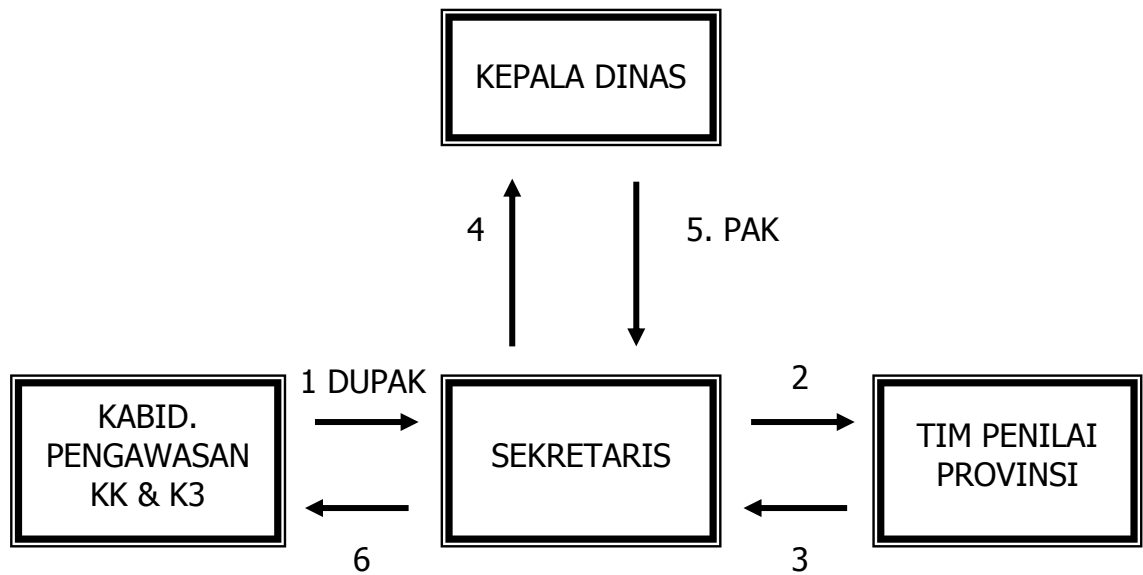 KEPALA DINAS
4
5. PAK
1 DUPAK
2
KABID.
PENGAWASAN
KK & K3
SEKRETARIS
TIM PENILAI
PROVINSI
6
3